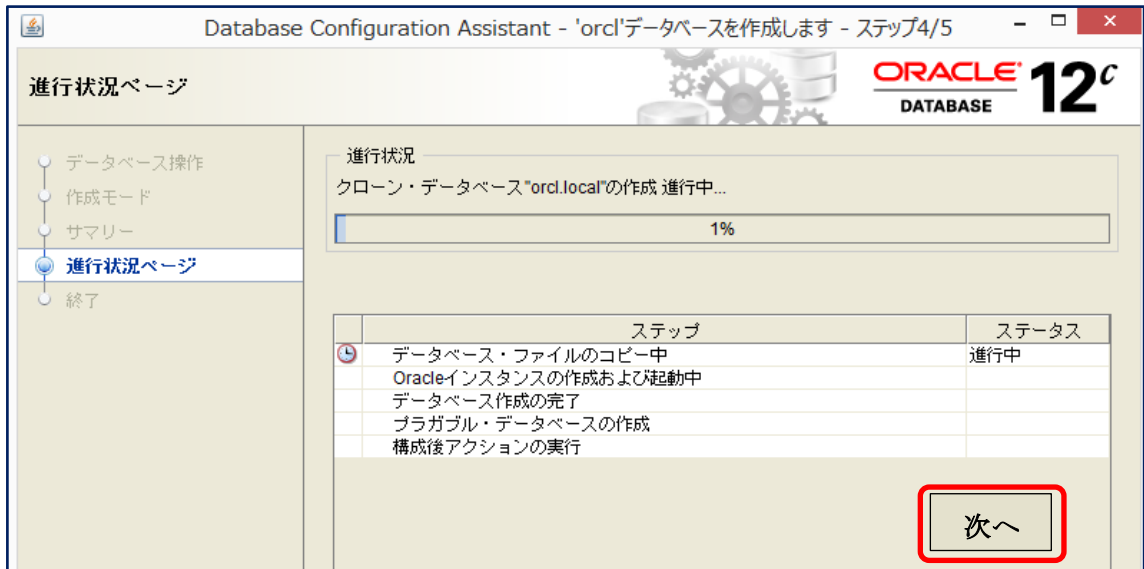 Database Configuration Assistant - 'orcl'データベースを作成します - ステップ4/5
進行状況ページ
ORACLE
DATABASE
12c
データベース操作
作成モード
サマリー
進行状況ページ
終了
進行状況
クローン・データベース"orcl.local"の作成 進行中...
1%
ステップ ステータス
データベース・ファイルのコピー中 進行中
Oracleインスタンスの作成および起動中
データベース作成の完了
プラガブル・データベースの作成
構成後アクションの実行
次へ